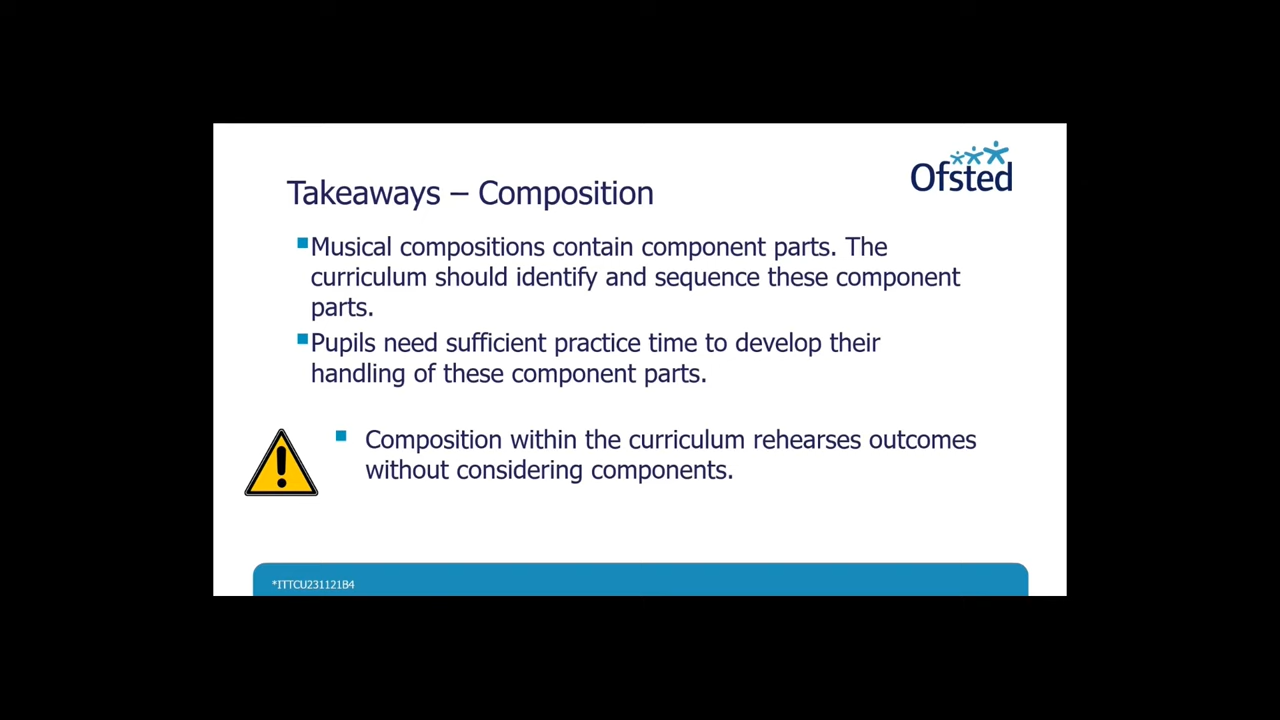 Ofsted
Takeaways – Composition
Musical compositions contain component parts. The
curriculum should identify and sequence these component
parts.
Pupils need sufficient practice time to develop their
handling of these component parts.
Composition within the curriculum rehearses outcomes
without considering components.
*ITTCU231121B4